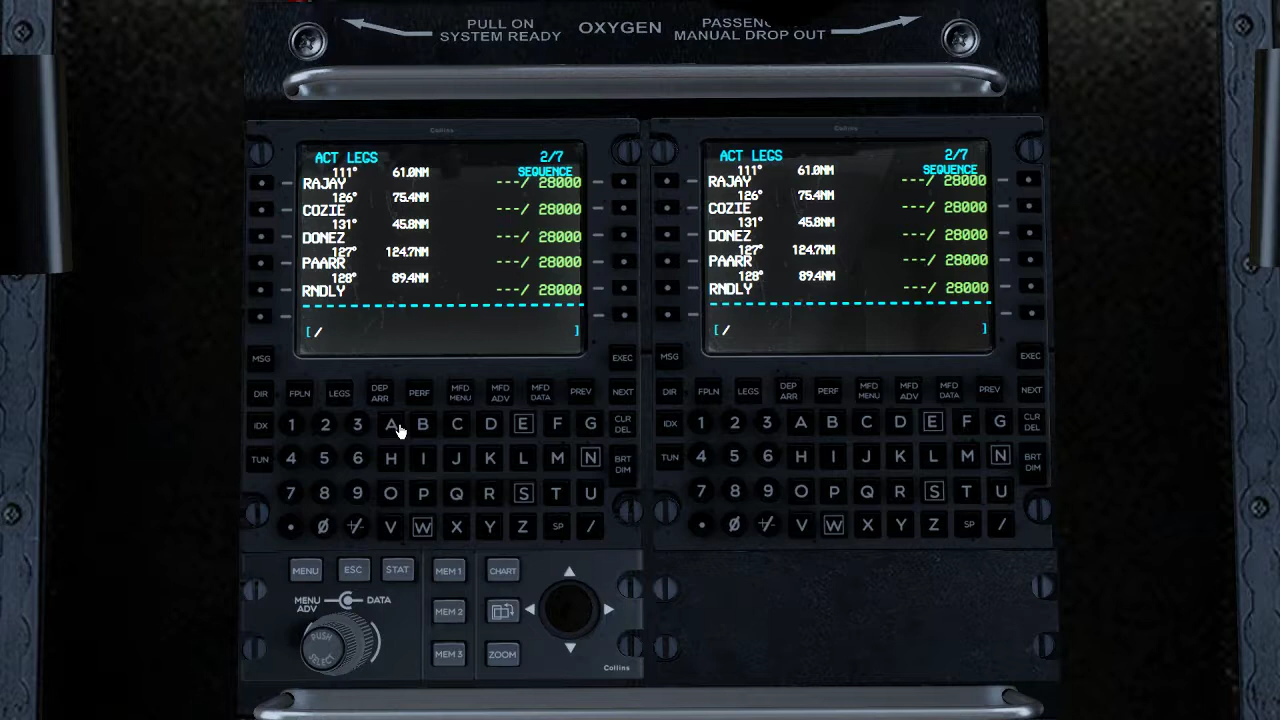 PULL ON
SYSTEM READY
OXYGEN
MANUAL DROP OUT
Collins
ACT LEGS 2/7
111° 61.0NM SEQUENCE
RAJAY ---/ 28000
126° 75.4NM
COZIE ---/ 28000
131° 45.8NM
DONEZ ---/ 28000
127° 124.7NM
PAARR ---/ 28000
128° 89.4NM
RNDLY ---/ 28000
[/ ]
MSG EXEC
DIR FPLN LEGS DEP ARR PERF MFD MENU MFD ADV MFD DATA PREV NEXT
IDX 1 2 3 A B C D E F G CLR DEL
TUN 4 5 6 H I J K L M N BRT DIM
7 8 9 O P Q R S T U
• Ø +/- V W X Y Z SP /
Collins
ACT LEGS 2/7
111° 61.0NM SEQUENCE
RAJAY ---/ 28000
126° 75.4NM
COZIE ---/ 28000
131° 45.8NM
DONEZ ---/ 28000
127° 124.7NM
PAARR ---/ 28000
128° 89.4NM
RNDLY ---/ 28000
[/ ]
MSG EXEC
DIR FPLN LEGS DEP ARR PERF MFD MENU MFD ADV MFD DATA PREV NEXT
IDX 1 2 3 A B C D E F G CLR DEL
TUN 4 5 6 H I J K L M N BRT DIM
7 8 9 O P Q R S T U
• Ø +/- V W X Y Z SP /
MENU ESC STAT MEM 1 CHART
MENU ADV DATA MEM 2
PUSH SELECT MEM 3 ZOOM
Collins